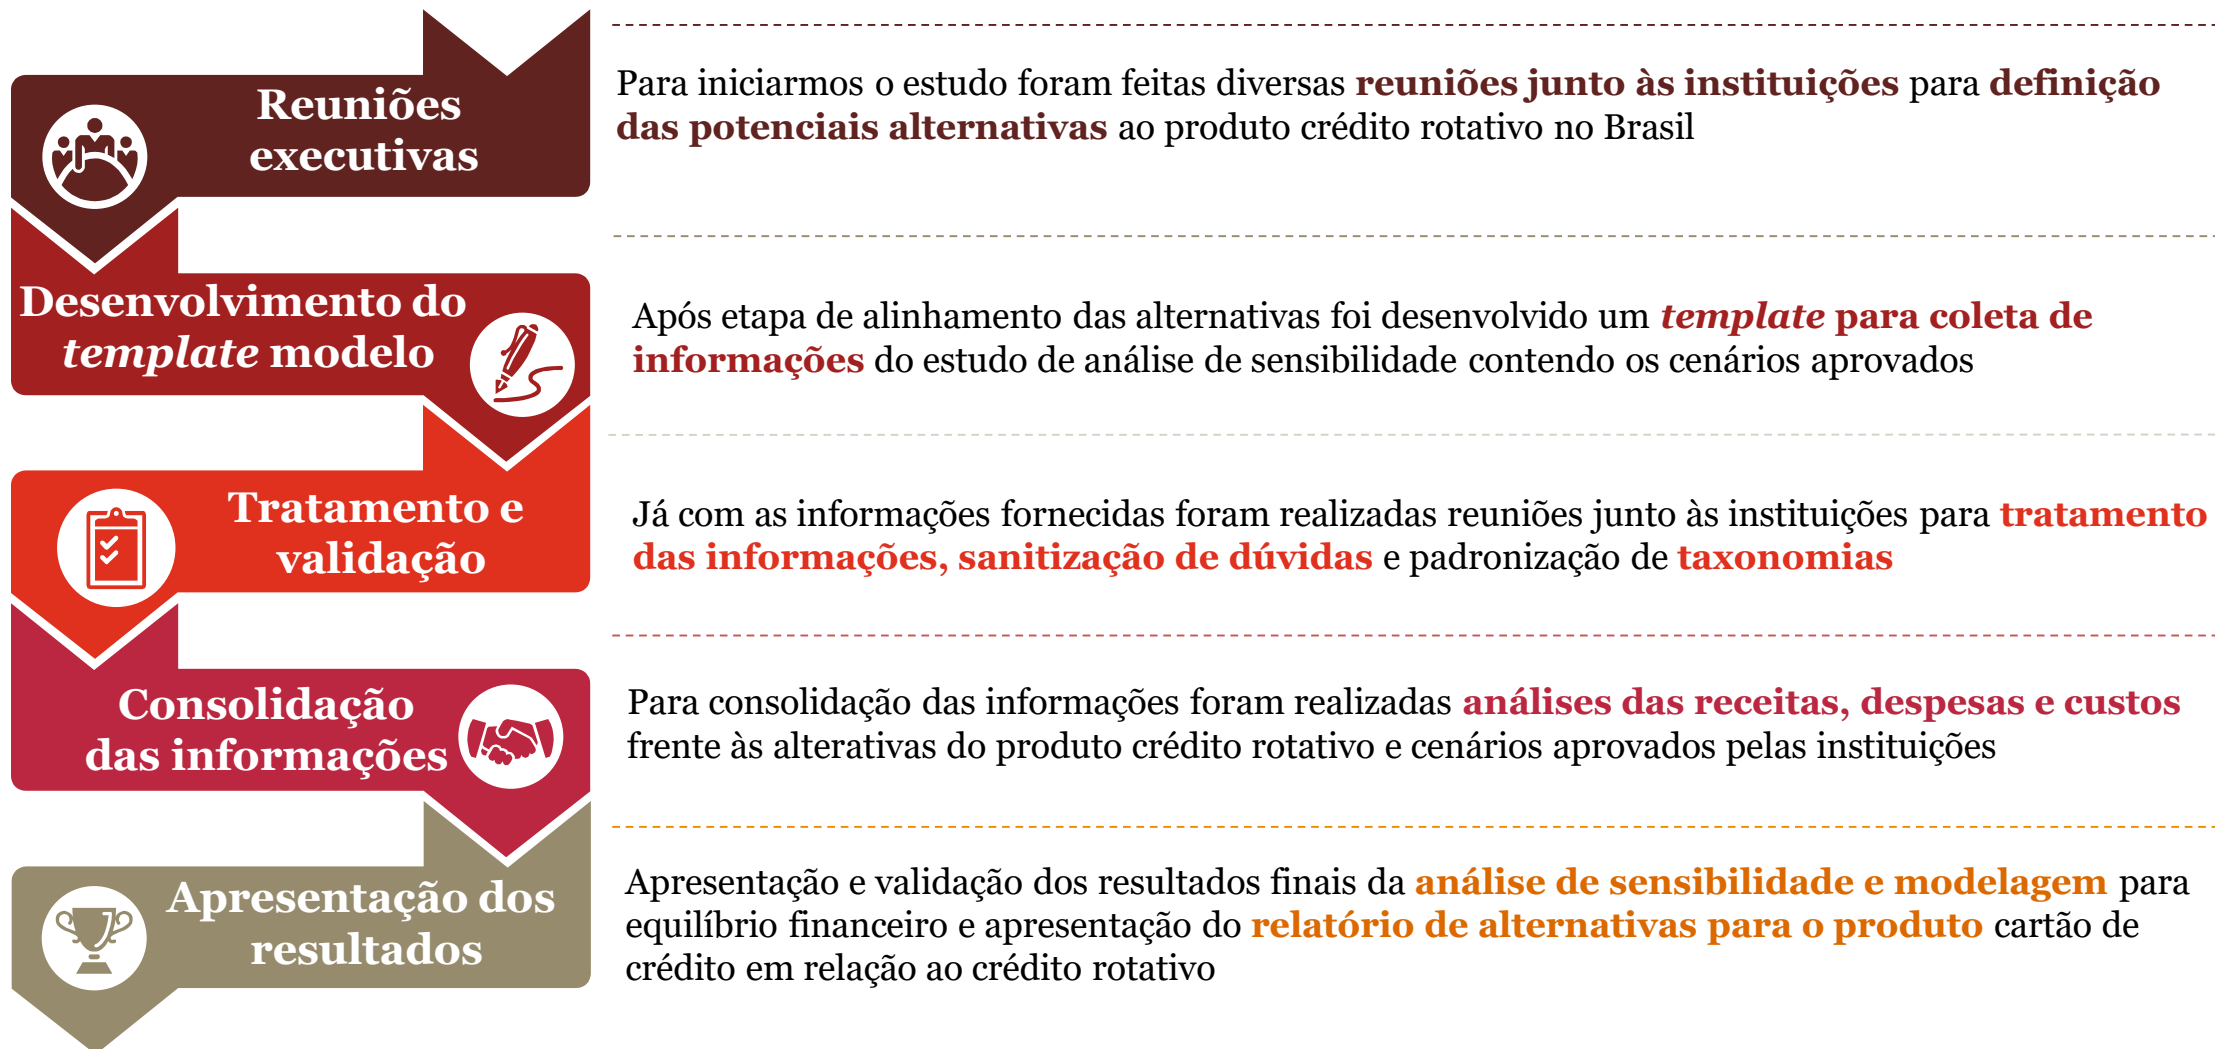 Reuniões
executivas
Para iniciarmos o estudo foram feitas diversas reuniões junto às instituições para definição
das potenciais alternativas ao produto crédito rotativo no Brasil
Desenvolvimento do
template modelo
Após etapa de alinhamento das alternativas foi desenvolvido um template para coleta de
informações do estudo de análise de sensibilidade contendo os cenários aprovados
Tratamento e
validação
Já com as informações fornecidas foram realizadas reuniões junto às instituições para tratamento
das informações, sanitização de dúvidas e padronização de taxonomias
Consolidação
das informações
Para consolidação das informações foram realizadas análises das receitas, despesas e custos
frente às alterativas do produto crédito rotativo e cenários aprovados pelas instituições
Apresentação dos
resultados
Apresentação e validação dos resultados finais da análise de sensibilidade e modelagem para
equilíbrio financeiro e apresentação do relatório de alternativas para o produto cartão de
crédito em relação ao crédito rotativo